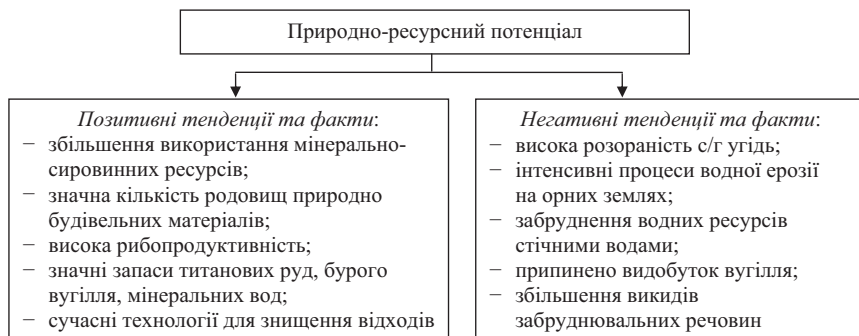 Природно-ресурсний потенціал
Позитивні тенденції та факти:
− збільшення використання мінерально-
сировинних ресурсів;
− значна кількість родовищ природно
будівельних матеріалів;
− висока рибопродуктивність;
− значні запаси титанових руд, бурого
вугілля, мінеральних вод;
− сучасні технології для знищення відходів
Негативні тенденції та факти:
− висока розораність с/г угідь;
− інтенсивні процеси водної ерозії
на орних землях;
− забруднення водних ресурсів
стічними водами;
− припинено видобуток вугілля;
− збільшення викидів
забруднювальних речовин